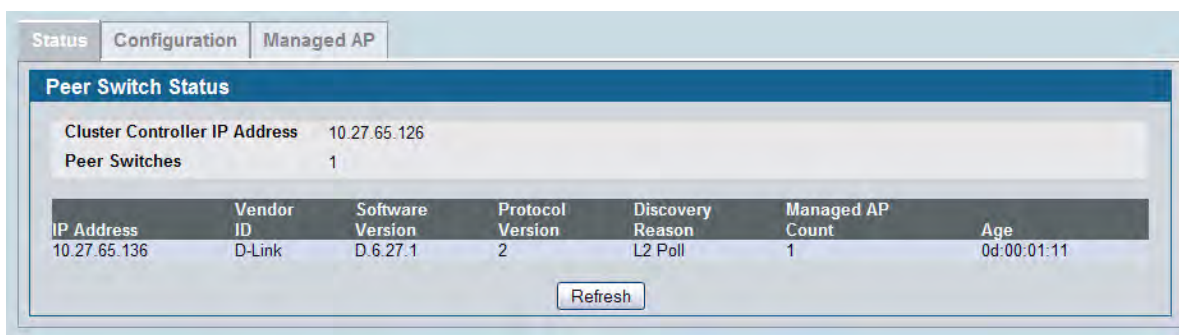 Status Configuration Managed AP
Peer Switch Status
Cluster Controller IP Address 10.27.65.126
Peer Switches 1
Vendor Software Protocol Discovery Managed AP
IP Address ID Version Version Reason Count Age
10.27.65.136 D-Link D.6.27.1 2 L2 Poll 1 0d:00:01:11
Refresh